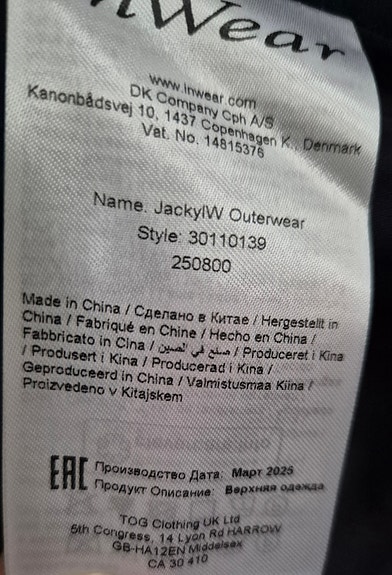 InWear
www.inwear.com
DK Company Cph A/S
Kanonbådsvej 10, 1437 Copenhagen K., Denmark
Vat. No. 14815376
Name. JackyIW Outerwear
Style: 30110139
250800
Made in China / Сделано в Китае / Hergestellt in
China / Fabriqué en Chine / Hecho en China /
Fabbricato in Cina / صنع في الصين / Produceret i Kina
/ Produsert i Kina / Producerad i Kina /
Geproduceerd in China / Valmistusmaa Kiina /
Proizvedeno v Kitajskem
EAC Производство Дата: Март 2025
Продукт Описание: Верхняя одежда
TOG Clothing UK Ltd
5th Congress, 14 Lyon Rd HARROW
GB-HA12EN Middelsex
CA 30 410